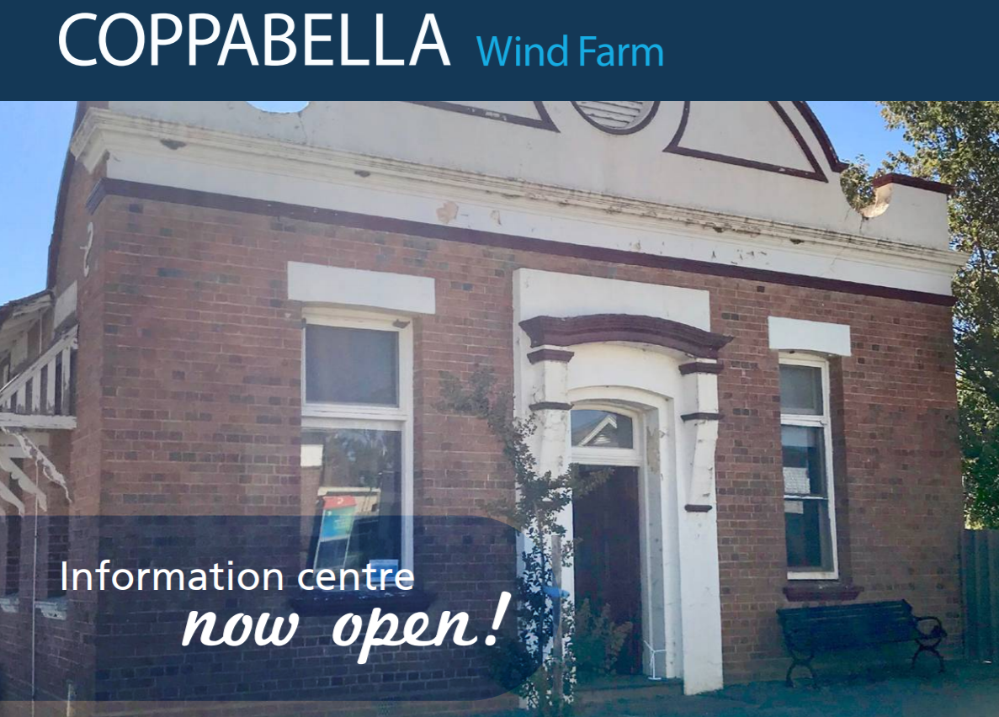 COPPABELLA Wind Farm
Information centre
now open!